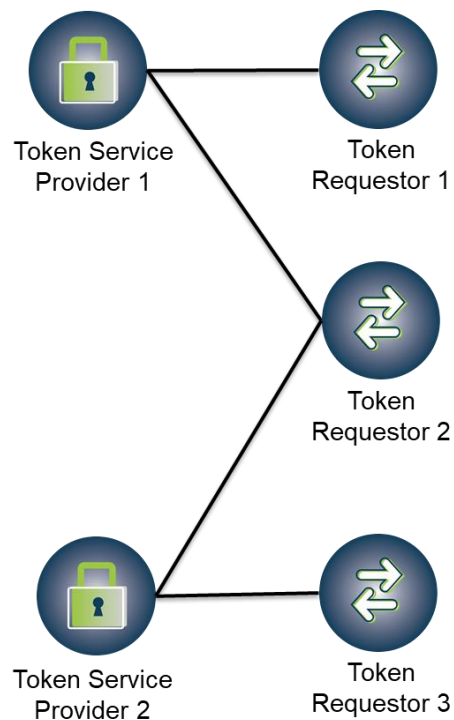 Token Service
Provider 1
Token
Requestor 1
Token
Requestor 2
Token Service
Provider 2
Token
Requestor 3